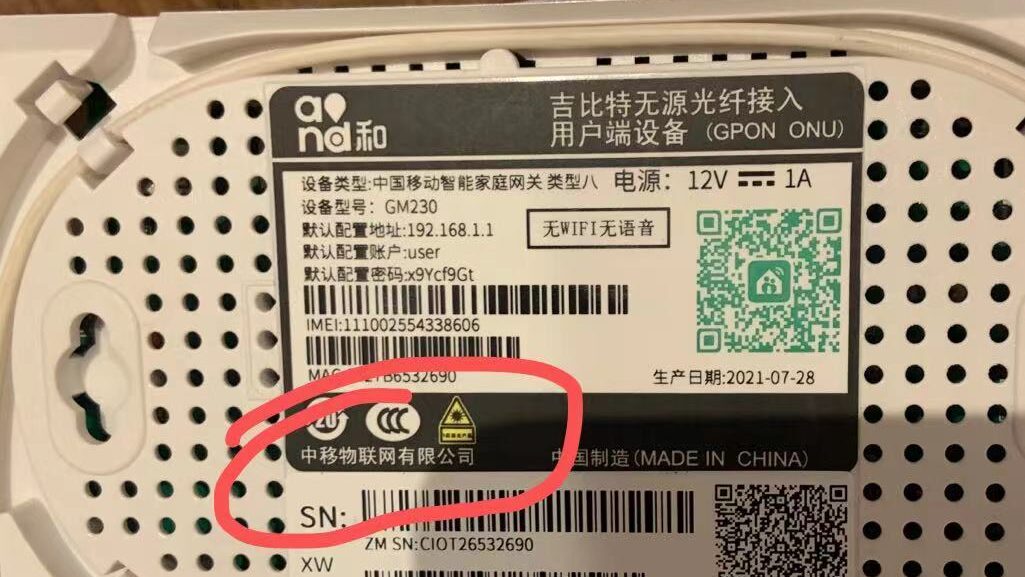 and和
吉比特无源光纤接入
用户端设备 (GPON ONU)
设备类型:中国移动智能家庭网关 类型八
电源: 12V 1A
设备型号: GM230
无WIFI无语音
默认配置地址:192.168.1.1
默认配置账户:user
默认配置密码:x9Ycf9Gt
IMEI:111002554338606
生产日期:2021-07-28
20
CCC
中移物联网有限公司
中国制造(MADE IN CHINA)
SN:
ZM SN:CIOT26532690
XW